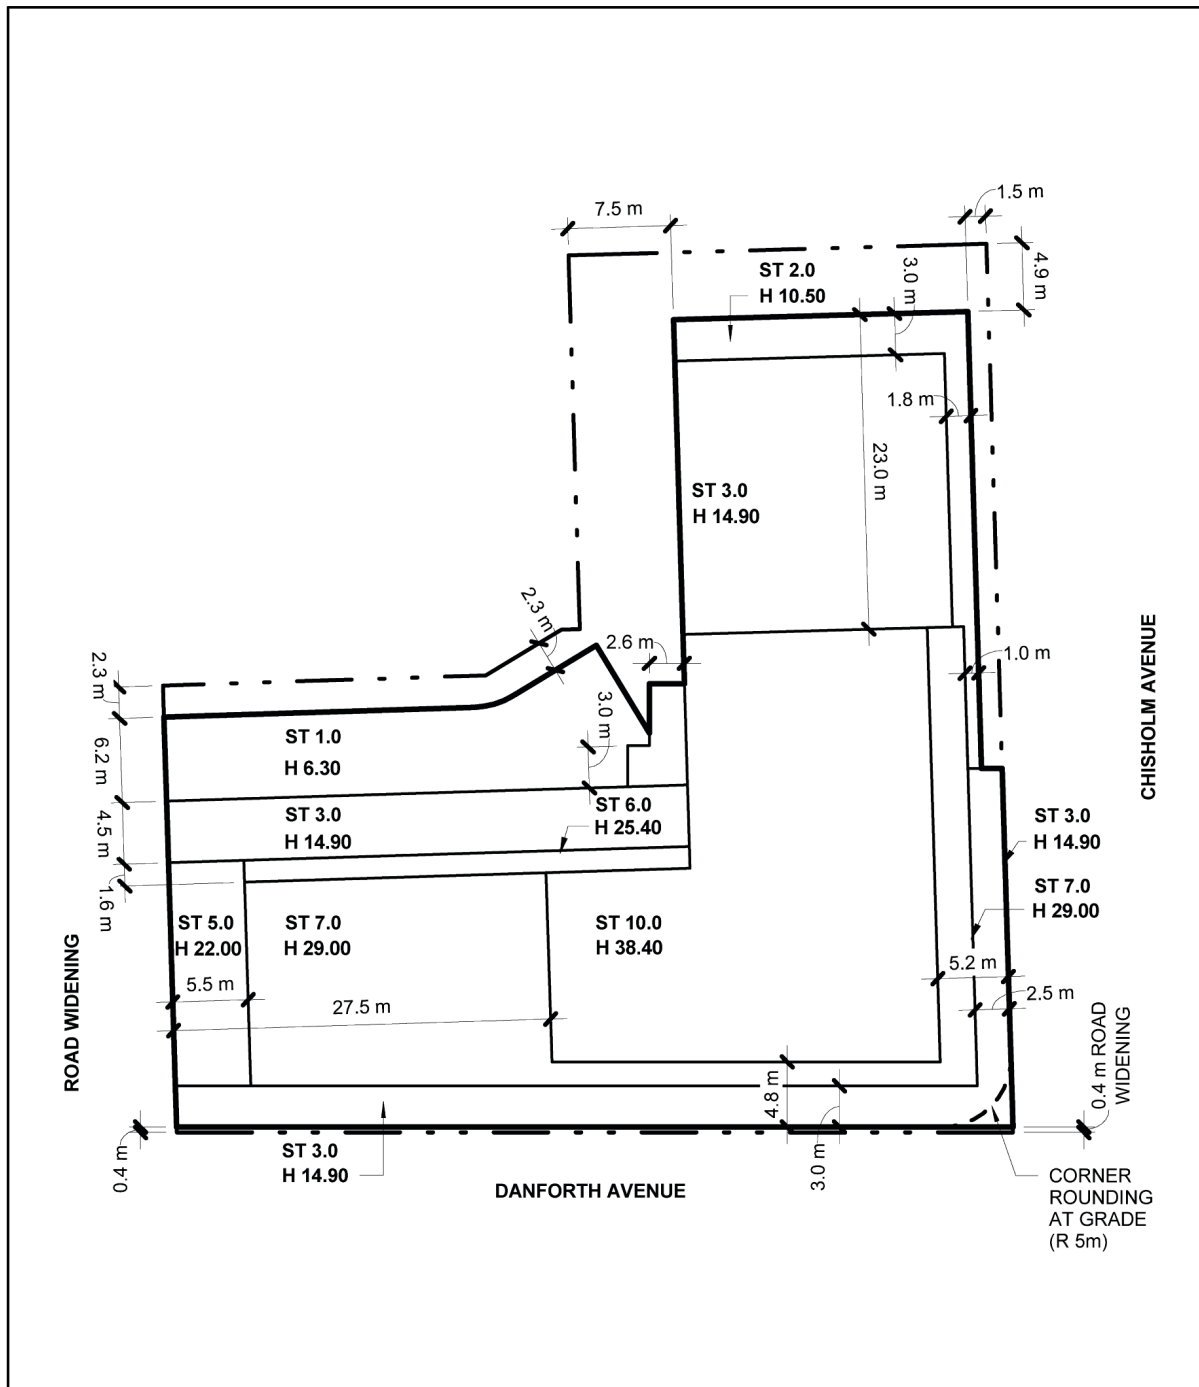 1.5 m
7.5 m
4.9 m
3.0 m
ST 2.0
H 10.50
1.8 m
23.0 m
ST 3.0
H 14.90
2.3 m
2.6 m
1.0 m
CHISHOLM AVENUE
2.3 m
3.0 m
ST 1.0
H 6.30
6.2 m
ST 3.0
H 14.90
ST 6.0
H 25.40
4.5 m
ST 3.0
H 14.90
1.6 m
ST 7.0
H 29.00
ST 5.0
H 22.00
ST 7.0
H 29.00
ST 10.0
H 38.40
5.2 m
5.5 m
2.5 m
27.5 m
ROAD WIDENING
0.4 m ROAD
WIDENING
4.8 m
3.0 m
0.4 m
ST 3.0
H 14.90
DANFORTH AVENUE
CORNER
ROUNDING
AT GRADE
(R 5m)